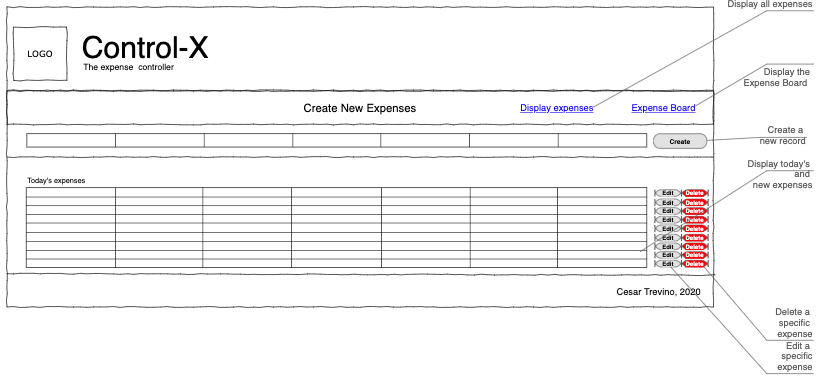 Display all expenses
LOGO
Control-X
The expense controller
Display the
Expense Board
Create New Expenses
Display expenses
Expense Board
Create a
new record
Create
Display today's
and
new expenses
Today's expenses
Edit Delete
Edit Delete
Edit Delete
Edit Delete
Edit Delete
Edit Delete
Edit Delete
Edit Delete
Edit Delete
Cesar Trevino, 2020
Delete a
specific
expense
Edit a
specific
expense